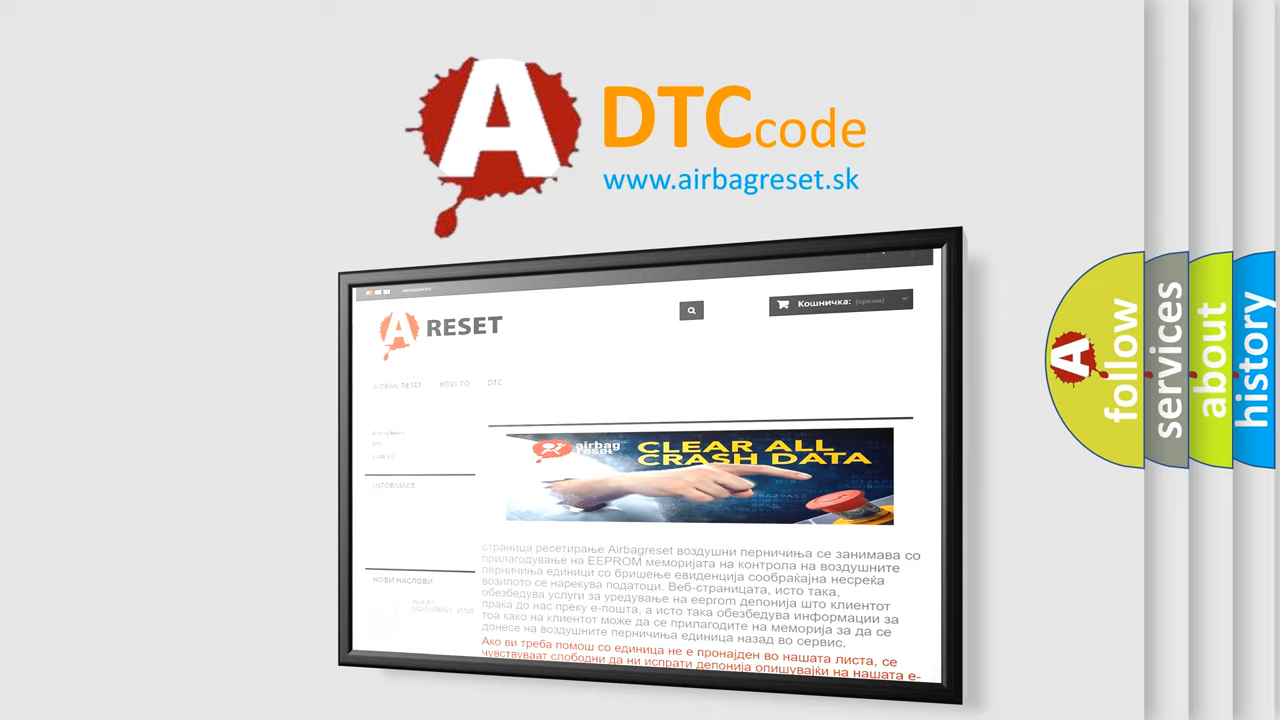 A DTCcode
www.airbagreset.sk
Кошничка: (празна)
A RESET
AIRBAG RESET HOW TO DTC
INFORMACE
airbag reset
CLEAR ALL
CRASH DATA
страница ресетирање Airbagreset воздушни перничиња се занимава со
прилагодување на EEPROM меморијата на контрола на воздушните
перничиња единици со бришење евиденција сообраќајна несреќа
возилото се нарекува податоци. Веб-страницата, исто така,
обезбедува услуги за уредување на eeprom депонија што клиентот
праќа до нас преку е-пошта, а исто така обезбедува информации за
тоа како на клиентот може да се прилагодите на меморија за да се
донесе на воздушните перничиња единица назад во сервис.
НОВИ НАСЛОВИ
Ако ви треба помош со единица не е пронајден во нашата листа, се
чувствуваат слободни да ни испрати депонија опишувајќи на нашата е-
A follow
services
about
history